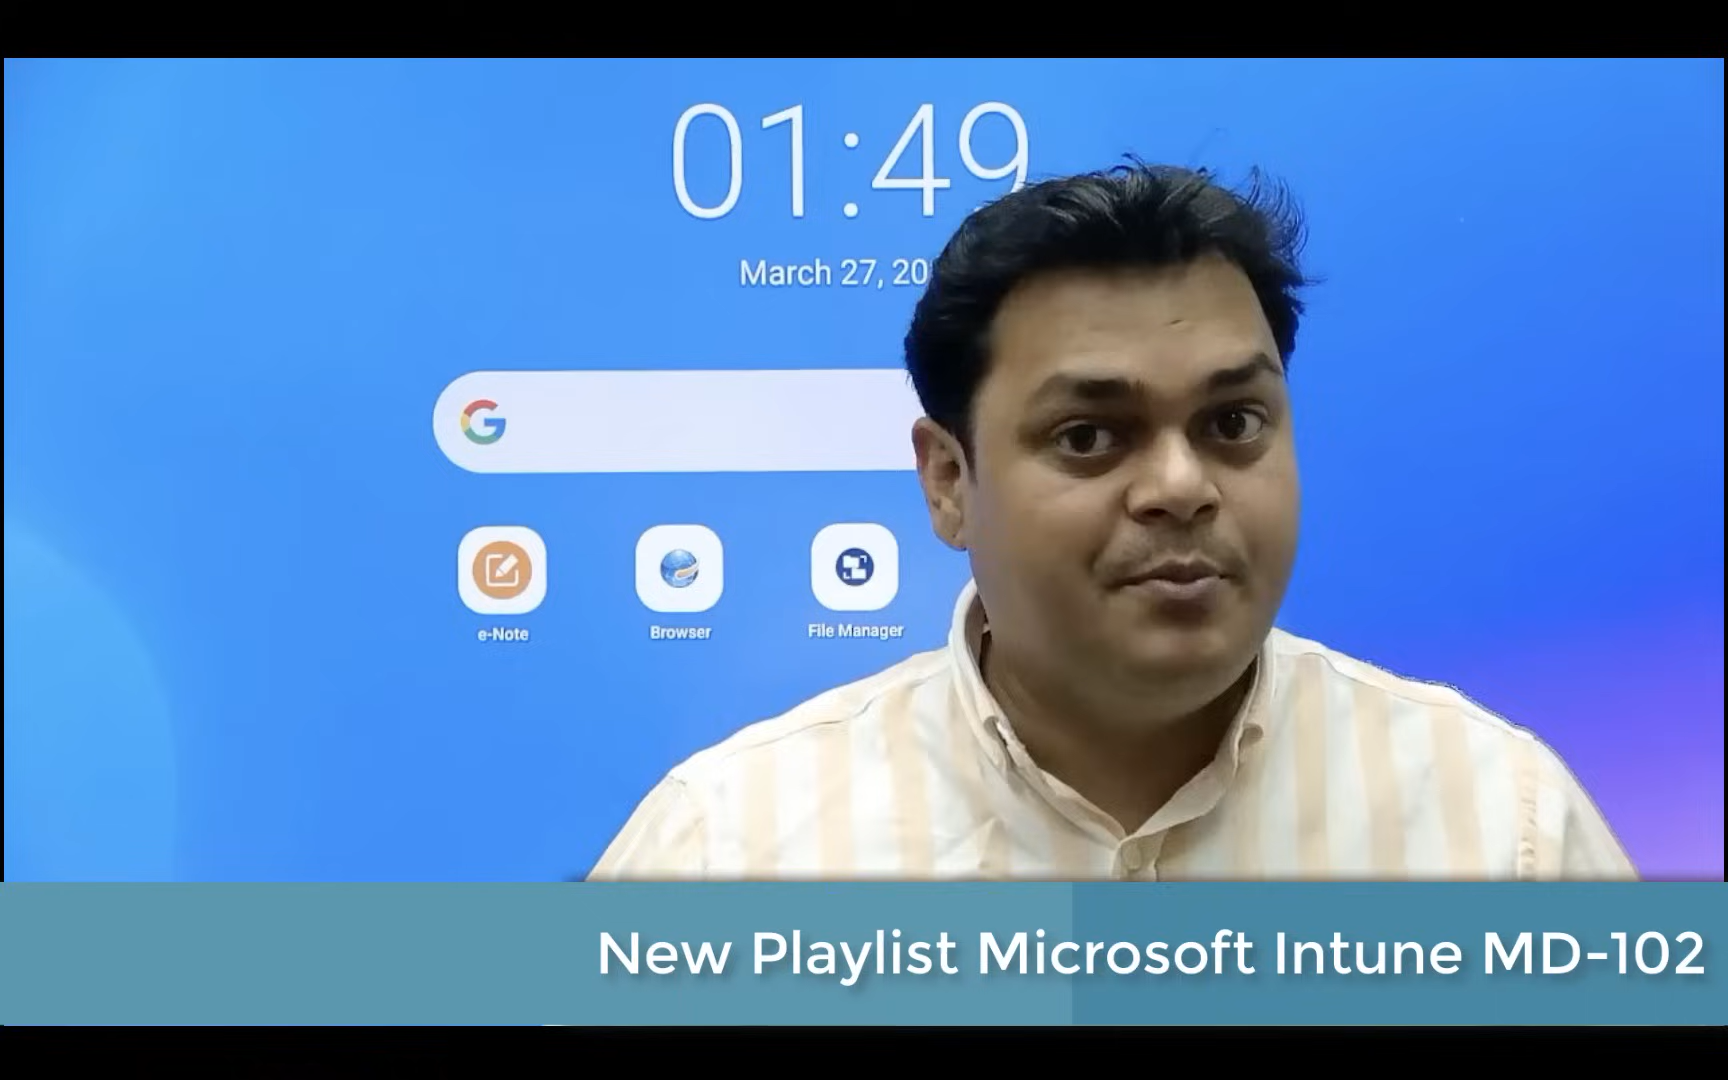 01:49
March 27, 20
G
e-Note
Browser
File Manager
New Playlist Microsoft Intune MD-102